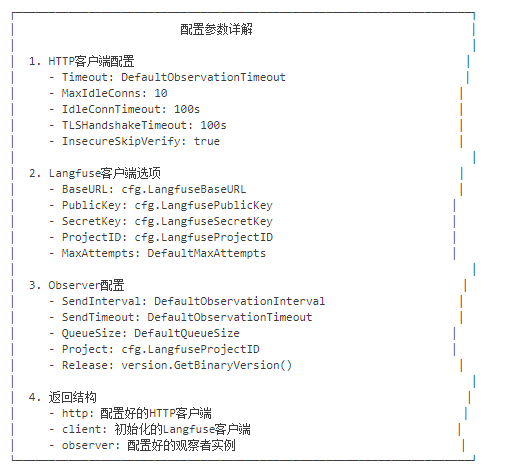 配置参数详解
1. HTTP客户端配置
- Timeout: DefaultObservationTimeout
- MaxIdleConns: 10
- IdleConnTimeout: 100s
- TLSHandshakeTimeout: 100s
- InsecureSkipVerify: true
2. Langfuse客户端选项
- BaseURL: cfg.LangfuseBaseURL
- PublicKey: cfg.LangfusePublicKey
- SecretKey: cfg.LangfuseSecretKey
- ProjectID: cfg.LangfuseProjectID
- MaxAttempts: DefaultMaxAttempts
3. Observer配置
- SendInterval: DefaultObservationInterval
- SendTimeout: DefaultObservationTimeout
- QueueSize: DefaultQueueSize
- Project: cfg.LangfuseProjectID
- Release: version.GetBinaryVersion()
4. 返回结构
- http: 配置好的HTTP客户端
- client: 初始化的Langfuse客户端
- observer: 配置好的观察者实例